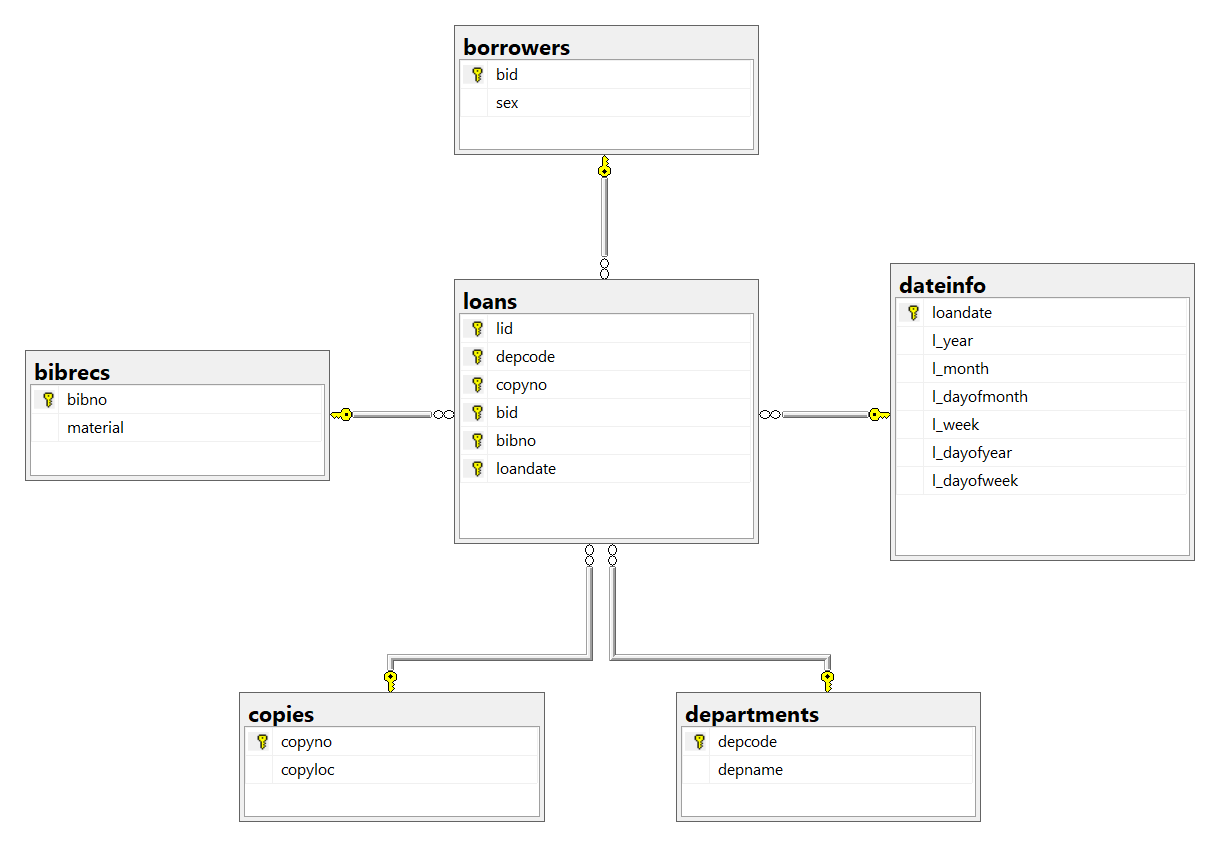 borrowers
bid
sex
loans
lid
depcode
copyno
bid
bibno
loandate
dateinfo
loandate
l_year
l_month
l_dayofmonth
l_week
l_dayofyear
l_dayofweek
bibrecs
bibno
material
copies
copyno
copyloc
departments
depcode
depname